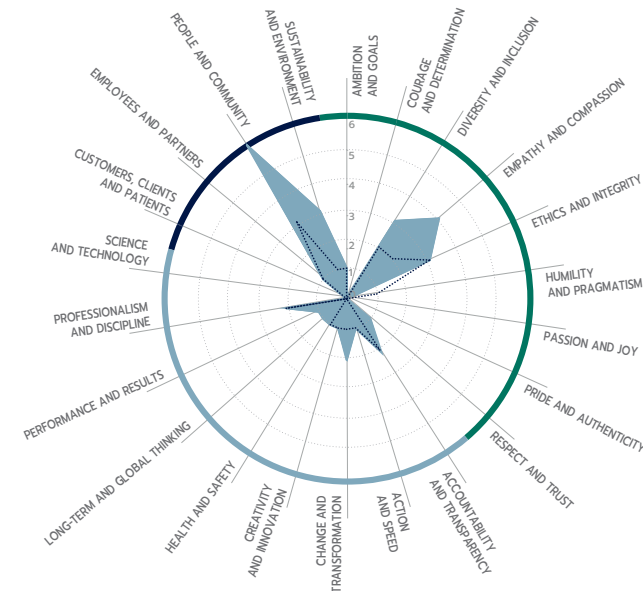 AMBITION
AND GOALS
COURAGE
AND DETERMINATION
DIVERSITY AND INCLUSION
EMPATHY AND COMPASSION
ETHICS AND INTEGRITY
HUMILITY
AND PRAGMATISM
PASSION AND JOY
PRIDE AND AUTHENTICITY
RESPECT AND TRUST
ACCOUNTABILITY
AND TRANSPARENCY
ACTION
AND SPEED
CHANGE AND
TRANSFORMATION
CREATIVITY
AND INNOVATION
HEALTH AND SAFETY
LONG-TERM AND GLOBAL THINKING
PERFORMANCE AND RESULTS
PROFESSIONALISM
AND DISCIPLINE
SCIENCE
AND TECHNOLOGY
CUSTOMERS, CLIENTS
AND PATIENTS
EMPLOYEES AND PARTNERS
PEOPLE AND COMMUNITY
SUSTAINABILITY
AND ENVIRONMENT
6
5
4
3
2
1